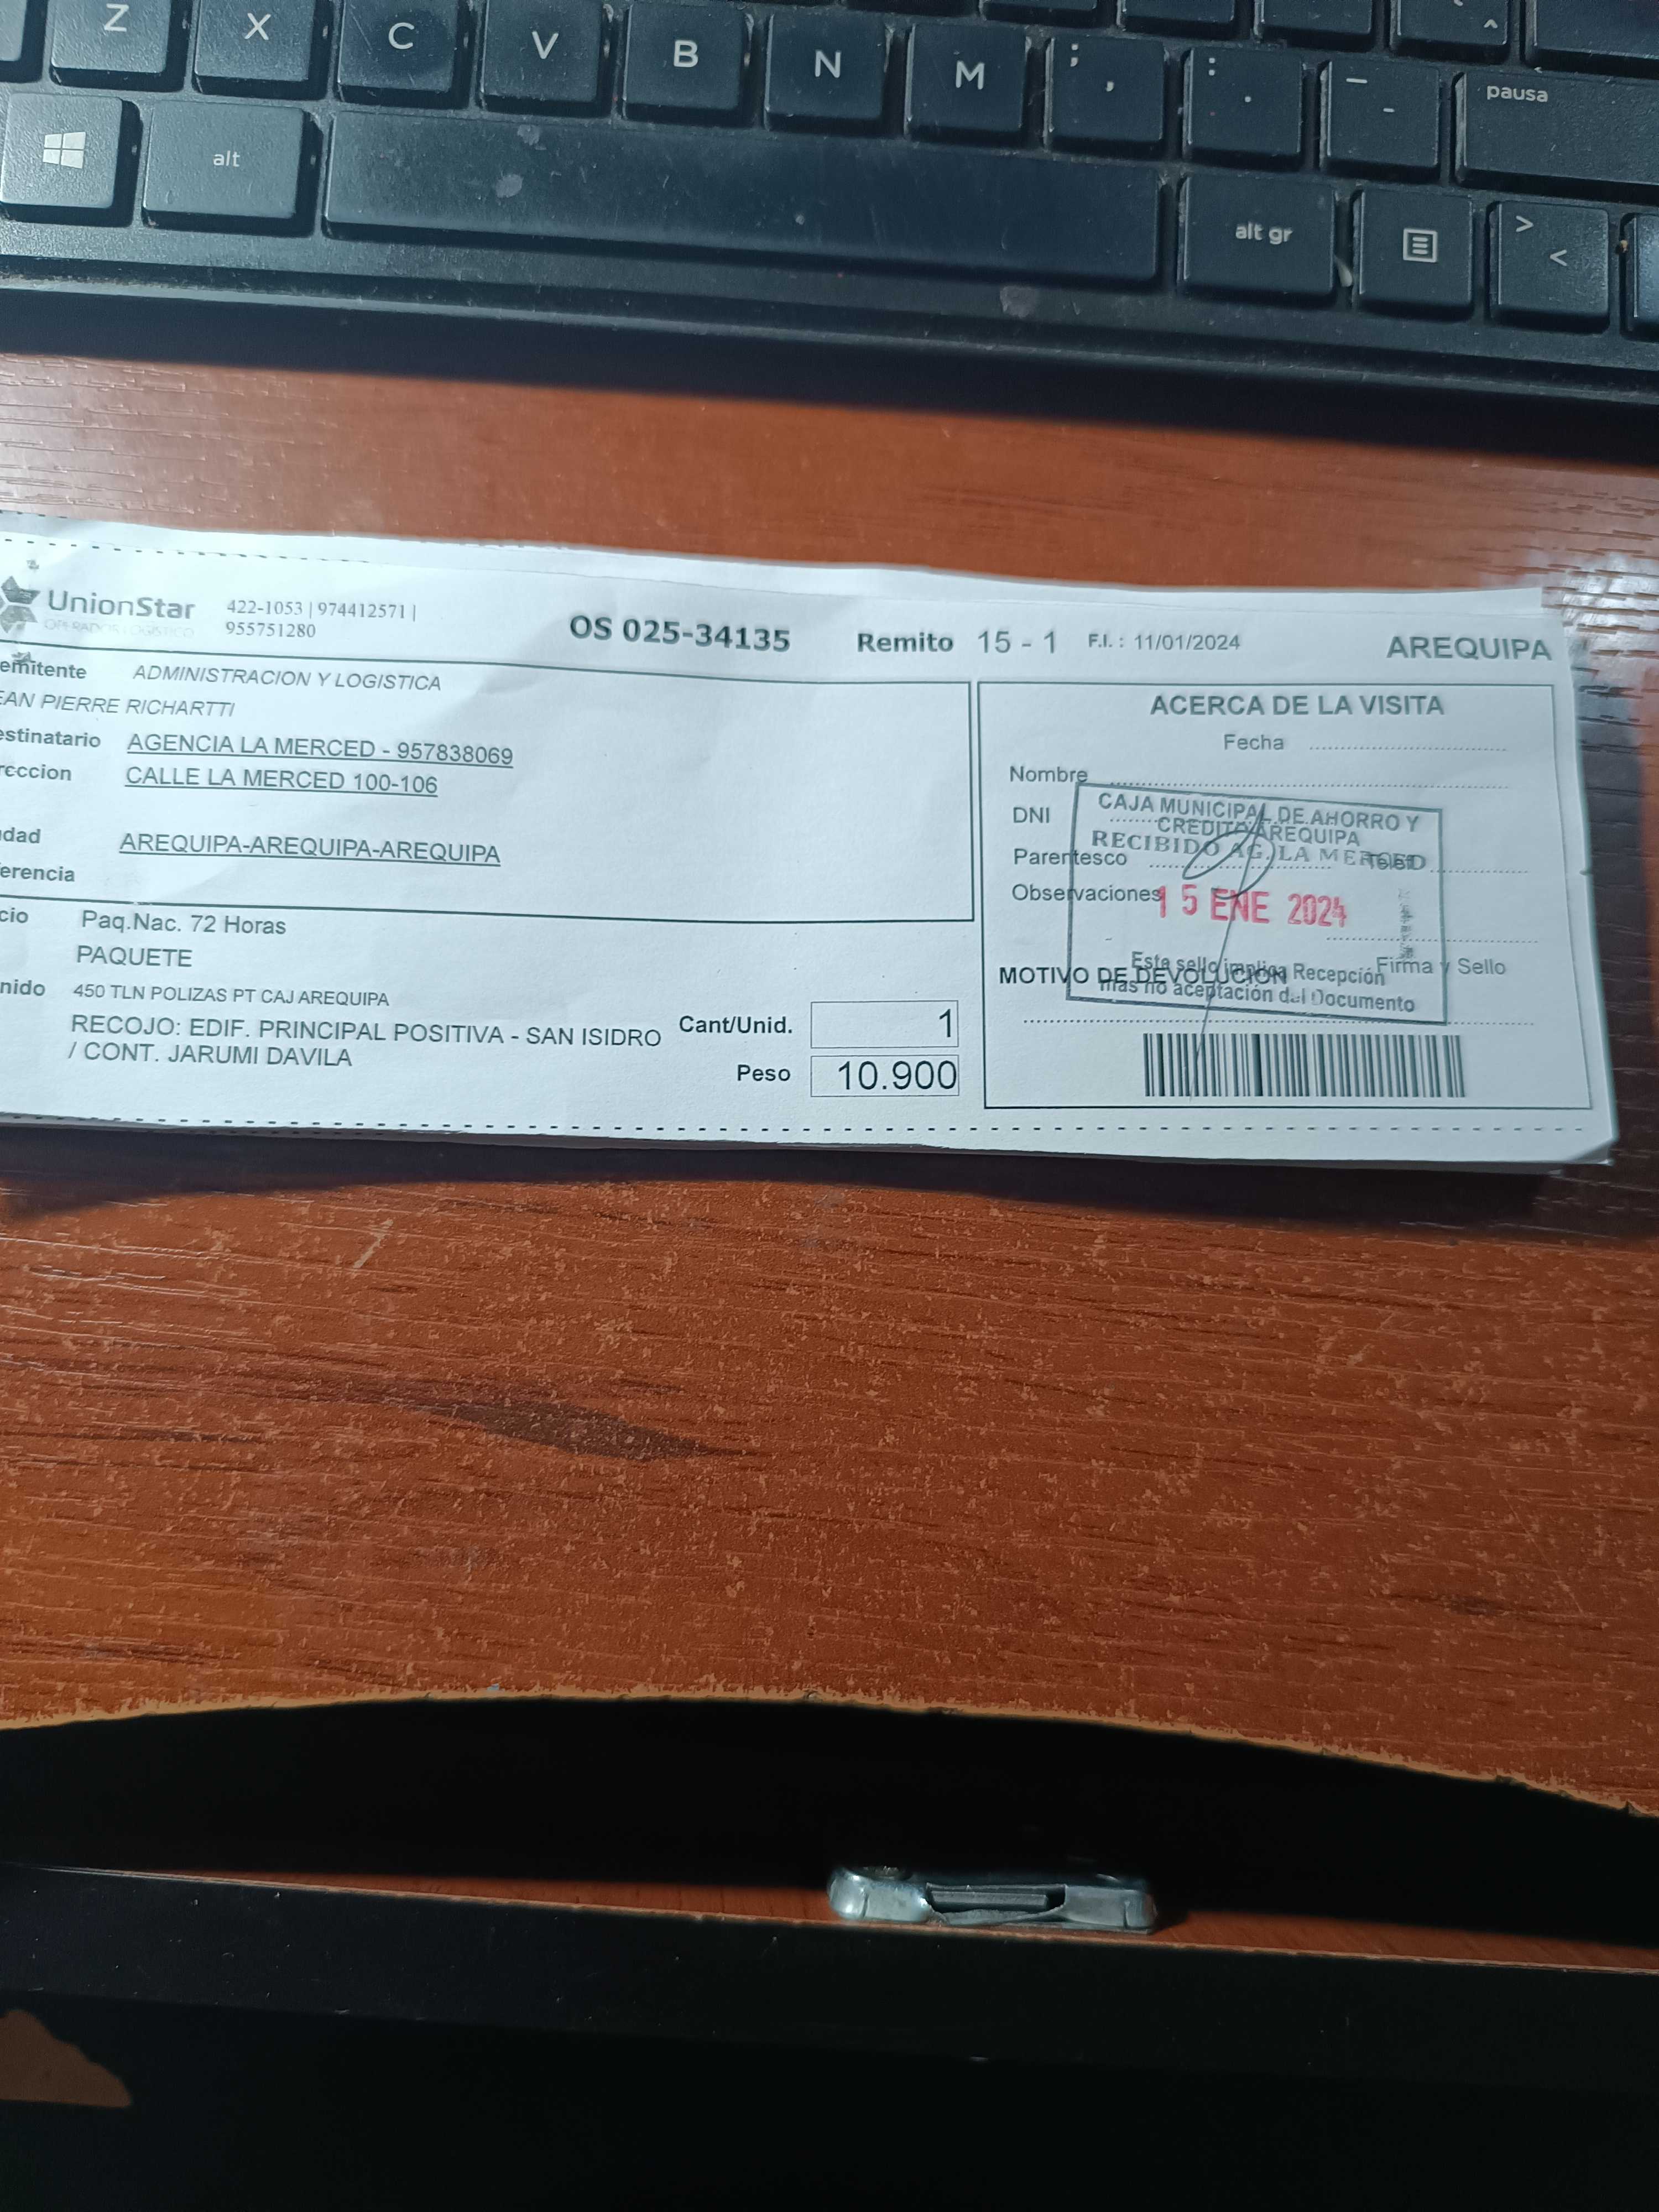 Z X C V B N M ; , : . _ - pausa
alt
alt gr
> <
UnionStar
OPERADOR LOGÍSTICO
422-1053 | 974412571 |
955751280
OS 025-34135
Remito 15 - 1
F.I. : 11/01/2024
AREQUIPA
emitente ADMINISTRACION Y LOGISTICA
EAN PIERRE RICHARTTI
estinatario AGENCIA LA MERCED - 957838069
reccion CALLE LA MERCED 100-106
dad AREQUIPA-AREQUIPA-AREQUIPA
erencia
cio Paq.Nac. 72 Horas
PAQUETE
nido 450 TLN POLIZAS PT CAJ AREQUIPA
RECOJO: EDIF. PRINCIPAL POSITIVA - SAN ISIDRO
/ CONT. JARUMI DAVILA
Cant/Unid. 1
Peso 10.900
ACERCA DE LA VISITA
Fecha
Nombre
DNI
Parentesco
Observaciones
Firma y Sello
MOTIVO DE DEVOLUCION
CAJA MUNICIPAL DE AHORRO Y
CREDITO AREQUIPA
RECIBIDO AG. LA MERCED
15 ENE 2024
Este sello implica Recepción
mas no aceptación del Documento